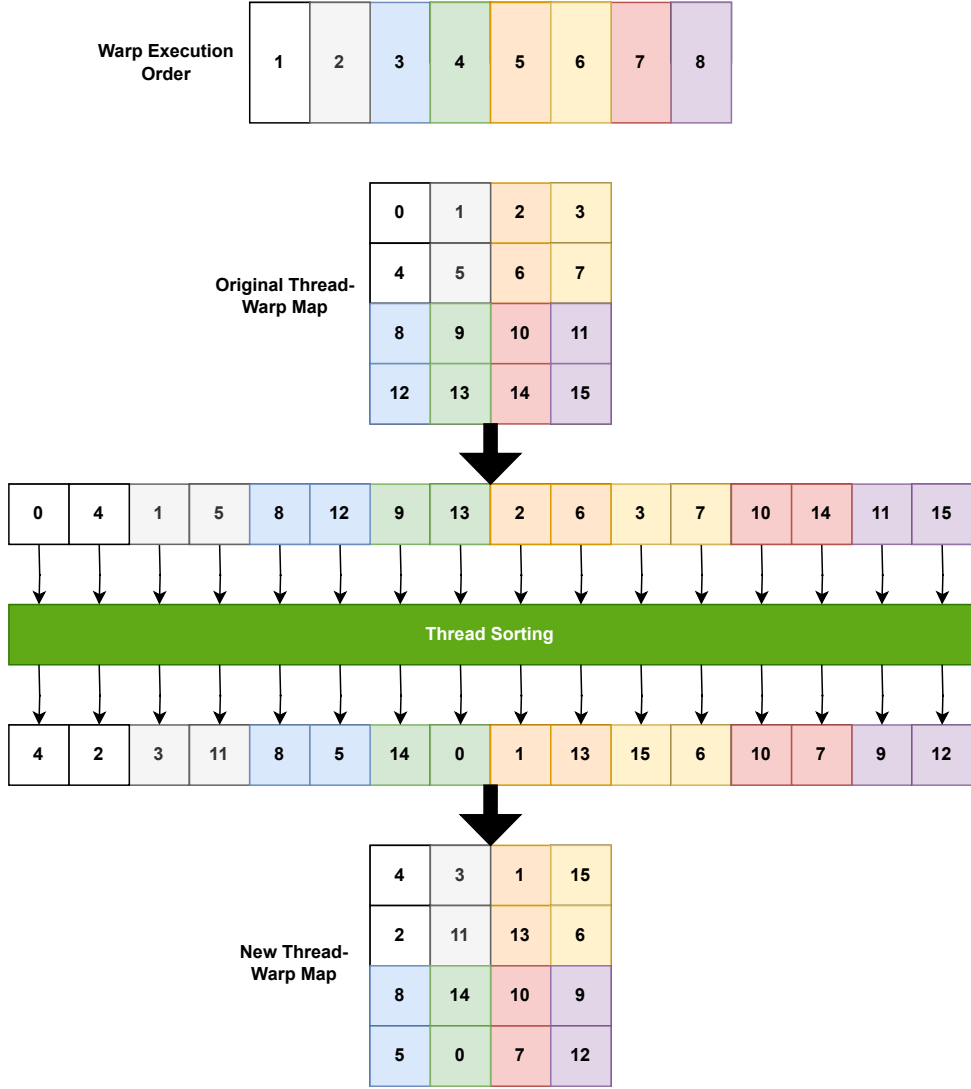 Warp Execution
Order
1 2 3 4 5 6 7 8
Original Thread-
Warp Map
0 1 2 3
4 5 6 7
8 9 10 11
12 13 14 15
0 4 1 5 8 12 9 13 2 6 3 7 10 14 11 15
Thread Sorting
4 2 3 11 8 5 14 0 1 13 15 6 10 7 9 12
New Thread-
Warp Map
4 3 1 15
2 11 13 6
8 14 10 9
5 0 7 12